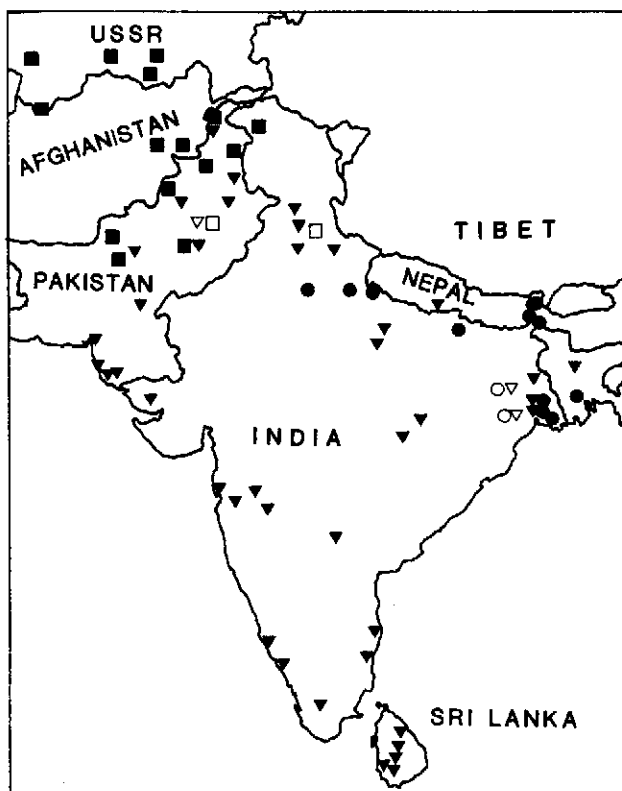 USSR
AFGHANISTAN
TIBET
NEPAL
PAKISTAN
INDIA
SRI LANKA